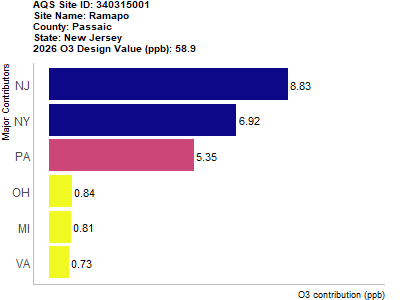 AQS Site ID: 340315001
Site Name: Ramapo
County: Passaic
State: New Jersey
2026 O3 Design Value (ppb): 58.9
Major Contributors
NJ 8.83
NY 6.92
PA 5.35
OH 0.84
MI 0.81
VA 0.73
O3 contribution (ppb)